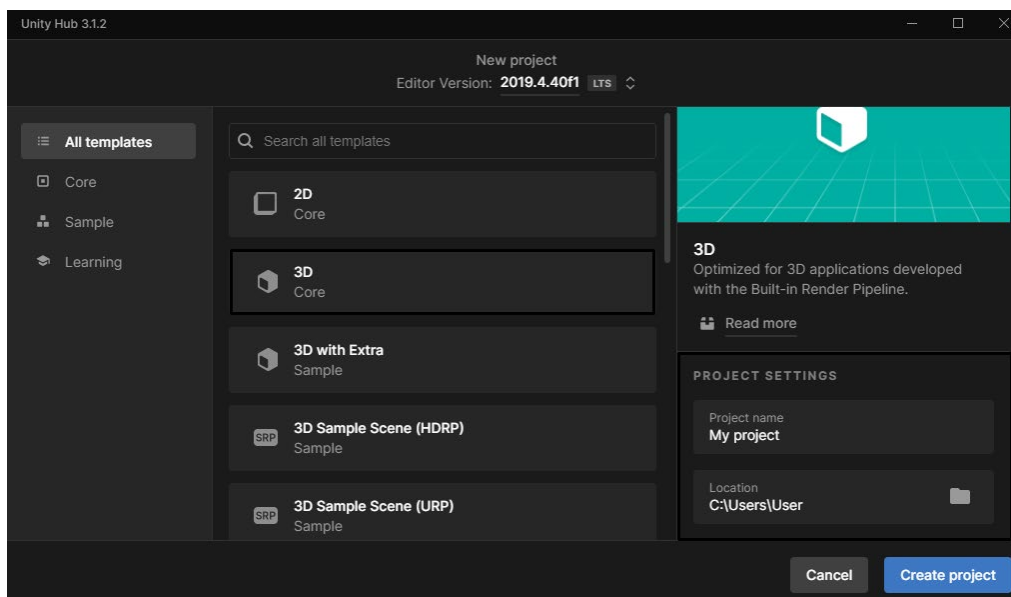 Unity Hub 3.1.2
New project
Editor Version: 2019.4.40f1 LTS
All templates
Core
Sample
Learning
Search all templates
2D
Core
3D
Core
3D with Extra
Sample
SRP
3D Sample Scene (HDRP)
Sample
SRP
3D Sample Scene (URP)
Sample
3D
Optimized for 3D applications developed
with the Built-in Render Pipeline.
Read more
PROJECT SETTINGS
Project name
My project
Location
C:\Users\User
Cancel
Create project